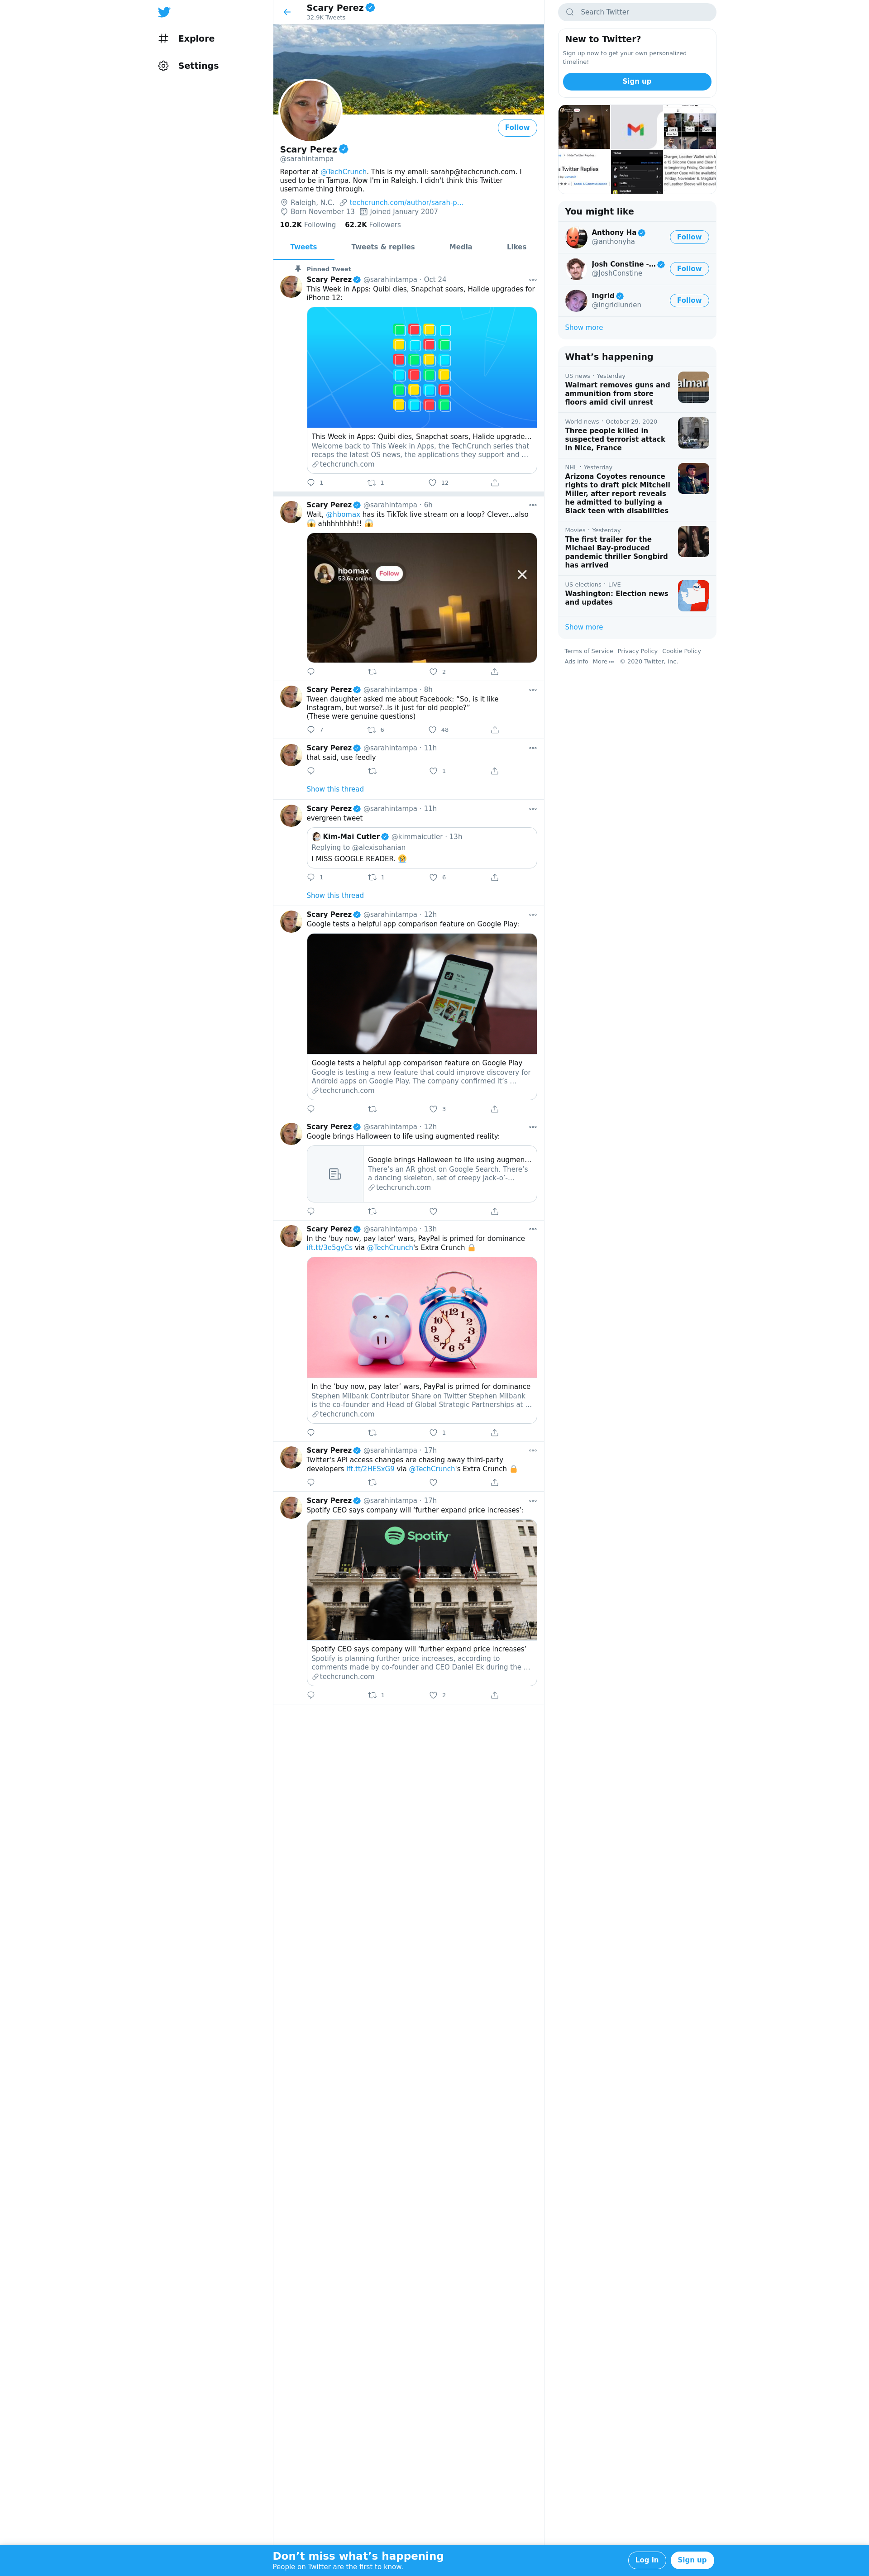 Explore
Settings
Scary Perez
32.9K Tweets
Follow
Scary Perez
@sarahintampa
Reporter at @TechCrunch. This is my email: sarahp@techcrunch.com. I
used to be in Tampa. Now I'm in Raleigh. I didn't think this Twitter
username thing through.
Raleigh, N.C. techcrunch.com/author/sarah-p…
Born November 13 Joined January 2007
10.2K Following 62.2K Followers
Tweets Tweets & replies Media Likes
Pinned Tweet
Scary Perez @sarahintampa · Oct 24
This Week in Apps: Quibi dies, Snapchat soars, Halide upgrades for
iPhone 12:
This Week in Apps: Quibi dies, Snapchat soars, Halide upgrade…
Welcome back to This Week in Apps, the TechCrunch series that
recaps the latest OS news, the applications they support and …
techcrunch.com
1 1 12
Scary Perez @sarahintampa · 6h
Wait, @hbomax has its TikTok live stream on a loop? Clever...also
😱 ahhhhhhhh!! 😱
hbomax
53.6k online
Follow
2
Scary Perez @sarahintampa · 8h
Tween daughter asked me about Facebook: “So, is it like
Instagram, but worse?..Is it just for old people?”
(These were genuine questions)
7 6 48
Scary Perez @sarahintampa · 11h
that said, use feedly
1
Show this thread
Scary Perez @sarahintampa · 11h
evergreen tweet
Kim-Mai Cutler @kimmaicutler · 13h
Replying to @alexisohanian
I MISS GOOGLE READER. 😭
1 1 6
Show this thread
Scary Perez @sarahintampa · 12h
Google tests a helpful app comparison feature on Google Play:
Google tests a helpful app comparison feature on Google Play
Google is testing a new feature that could improve discovery for
Android apps on Google Play. The company confirmed it’s …
techcrunch.com
3
Scary Perez @sarahintampa · 12h
Google brings Halloween to life using augmented reality:
Google brings Halloween to life using augmen…
There’s an AR ghost on Google Search. There’s
a dancing skeleton, set of creepy jack-o’-…
techcrunch.com
Scary Perez @sarahintampa · 13h
In the 'buy now, pay later' wars, PayPal is primed for dominance
ift.tt/3e5gyCs via @TechCrunch's Extra Crunch 🔒
In the ‘buy now, pay later’ wars, PayPal is primed for dominance
Stephen Milbank Contributor Share on Twitter Stephen Milbank
is the co-founder and Head of Global Strategic Partnerships at …
techcrunch.com
1
Scary Perez @sarahintampa · 17h
Twitter's API access changes are chasing away third-party
developers ift.tt/2HESxG9 via @TechCrunch's Extra Crunch 🔒
Scary Perez @sarahintampa · 17h
Spotify CEO says company will ‘further expand price increases’:
Spotify
Spotify CEO says company will ‘further expand price increases’
Spotify is planning further price increases, according to
comments made by co-founder and CEO Daniel Ek during the …
techcrunch.com
1 2
Search Twitter
New to Twitter?
Sign up now to get your own personalized
timeline!
Sign up
Twitter Replies
You might like
Anthony Ha
@anthonyha
Follow
Josh Constine -…
@JoshConstine
Follow
Ingrid
@ingridlunden
Follow
Show more
What’s happening
US news · Yesterday
Walmart removes guns and
ammunition from store
floors amid civil unrest
World news · October 29, 2020
Three people killed in
suspected terrorist attack
in Nice, France
NHL · Yesterday
Arizona Coyotes renounce
rights to draft pick Mitchell
Miller, after report reveals
he admitted to bullying a
Black teen with disabilities
Movies · Yesterday
The first trailer for the
Michael Bay-produced
pandemic thriller Songbird
has arrived
US elections · LIVE
Washington: Election news
and updates
Show more
Terms of Service Privacy Policy Cookie Policy
Ads info More ••• © 2020 Twitter, Inc.
Don’t miss what’s happening
People on Twitter are the first to know.
Log in
Sign up